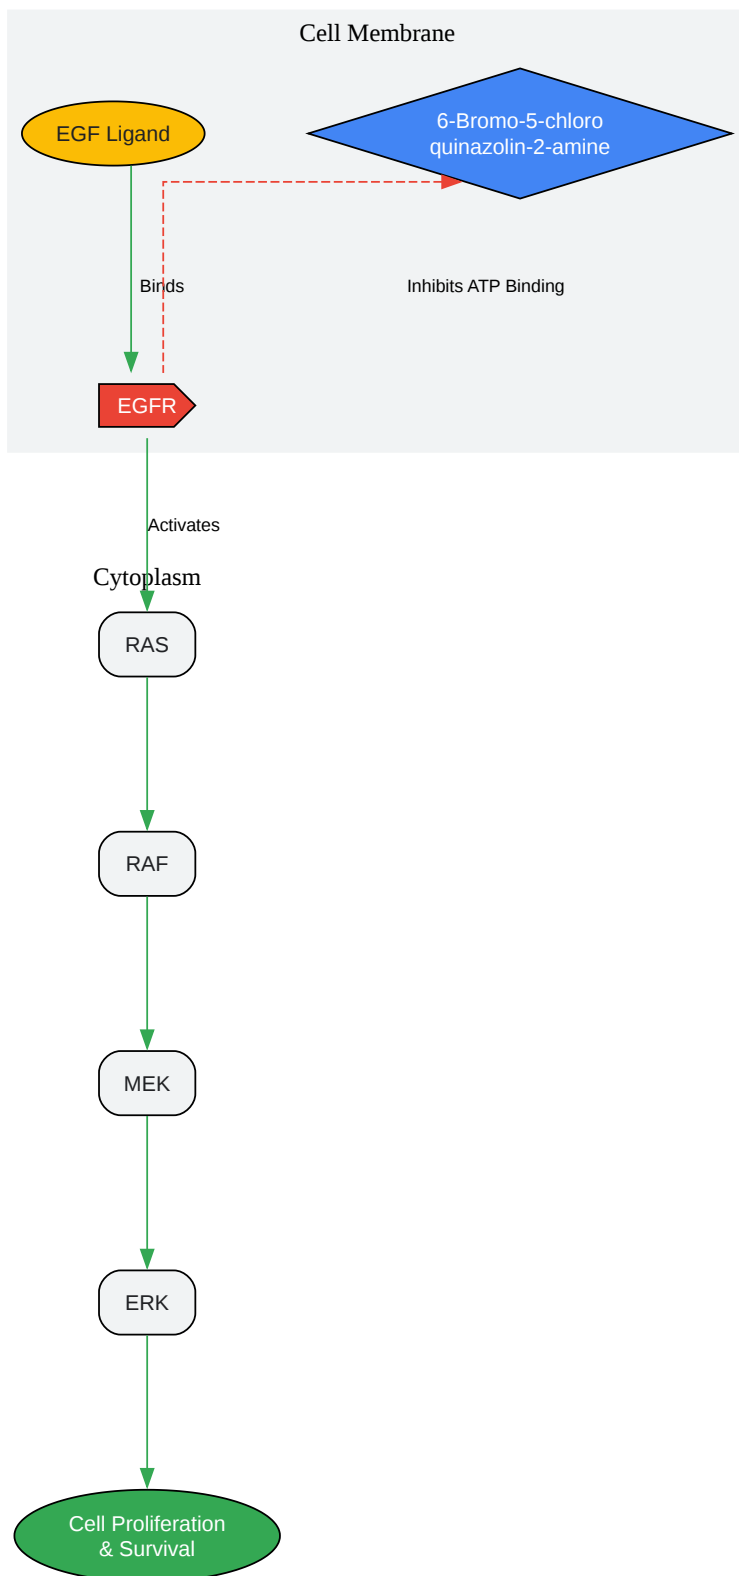 Cell Membrane
EGF Ligand
6-Bromo-5-chloro
quinazolin-2-amine
Binds
Inhibits ATP Binding
EGFR
Activates
Cytoplasm
RAS
RAF
MEK
ERK
Cell Proliferation
& Survival